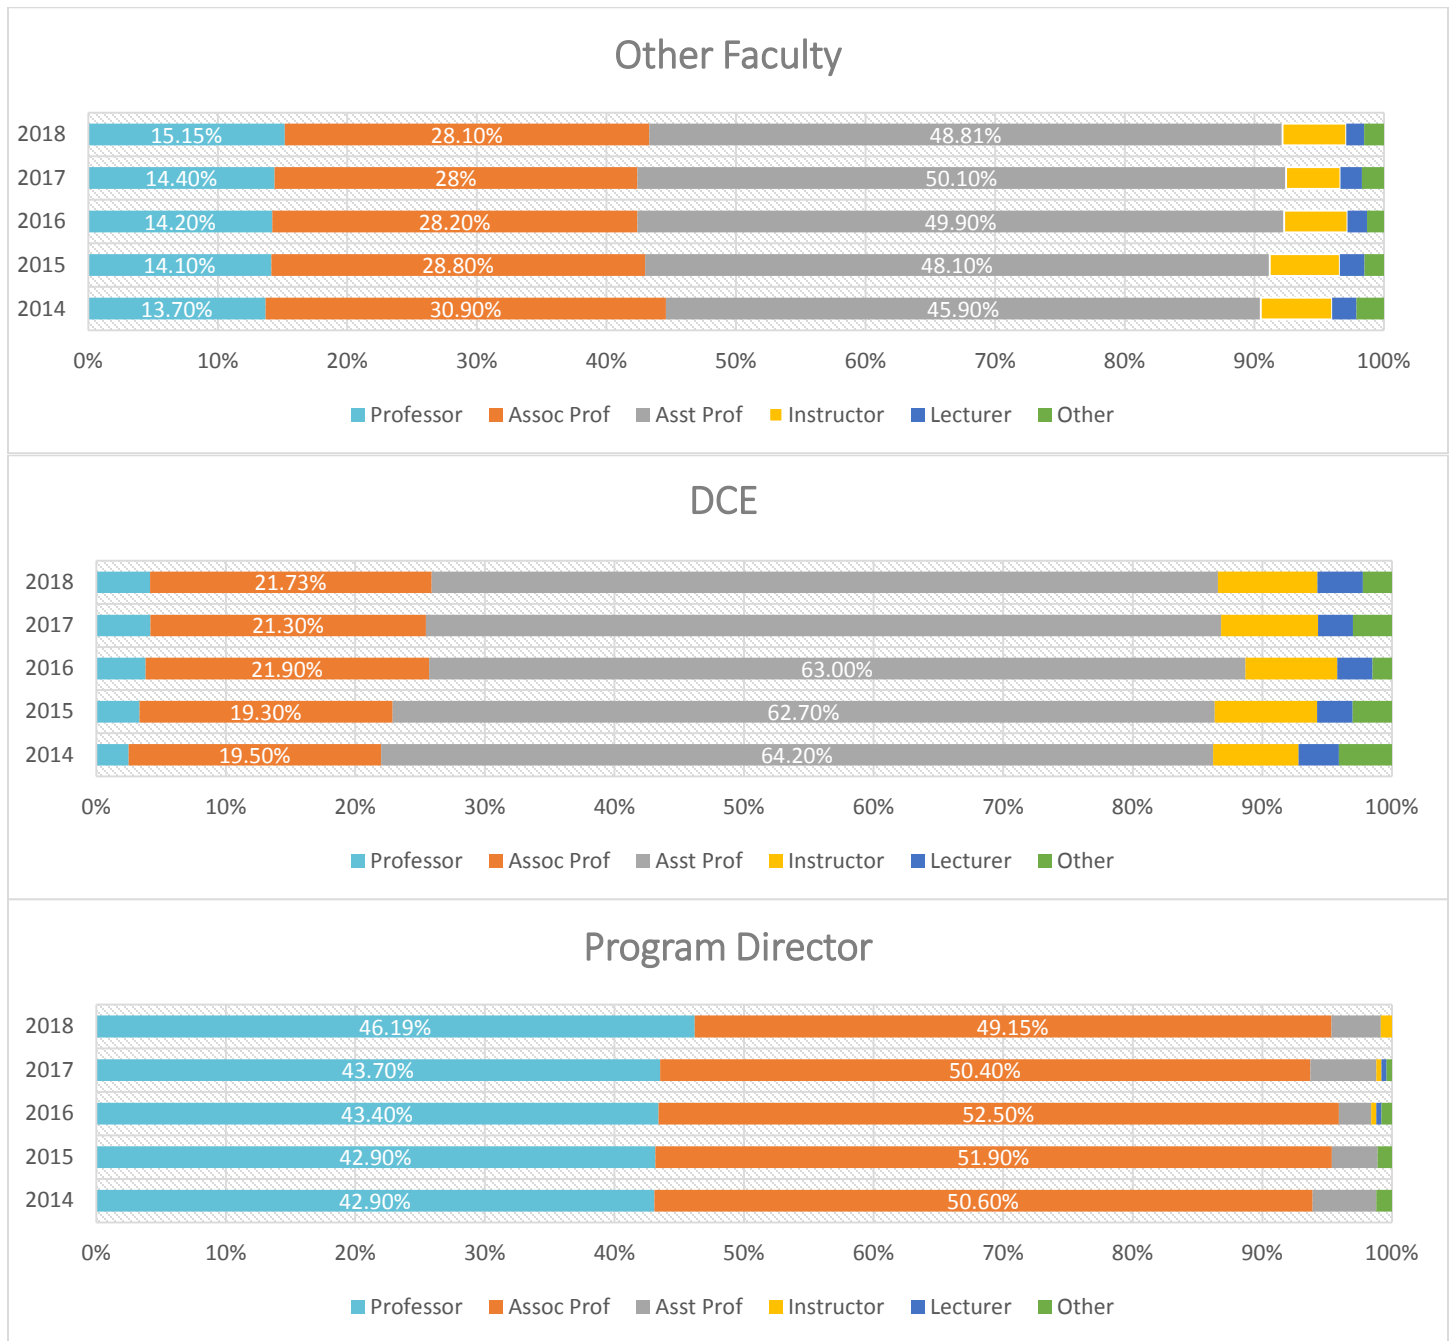 Other Faculty
2018 15.15% 28.10% 48.81%
2017 14.40% 28% 50.10%
2016 14.20% 28.20% 49.90%
2015 14.10% 28.80% 48.10%
2014 13.70% 30.90% 45.90%
0% 10% 20% 30% 40% 50% 60% 70% 80% 90% 100%
Professor Assoc Prof Asst Prof Instructor Lecturer Other
DCE
2018 21.73%
2017 21.30%
2016 21.90% 63.00%
2015 19.30% 62.70%
2014 19.50% 64.20%
0% 10% 20% 30% 40% 50% 60% 70% 80% 90% 100%
Professor Assoc Prof Asst Prof Instructor Lecturer Other
Program Director
2018 46.19% 49.15%
2017 43.70% 50.40%
2016 43.40% 52.50%
2015 42.90% 51.90%
2014 42.90% 50.60%
0% 10% 20% 30% 40% 50% 60% 70% 80% 90% 100%
Professor Assoc Prof Asst Prof Instructor Lecturer Other